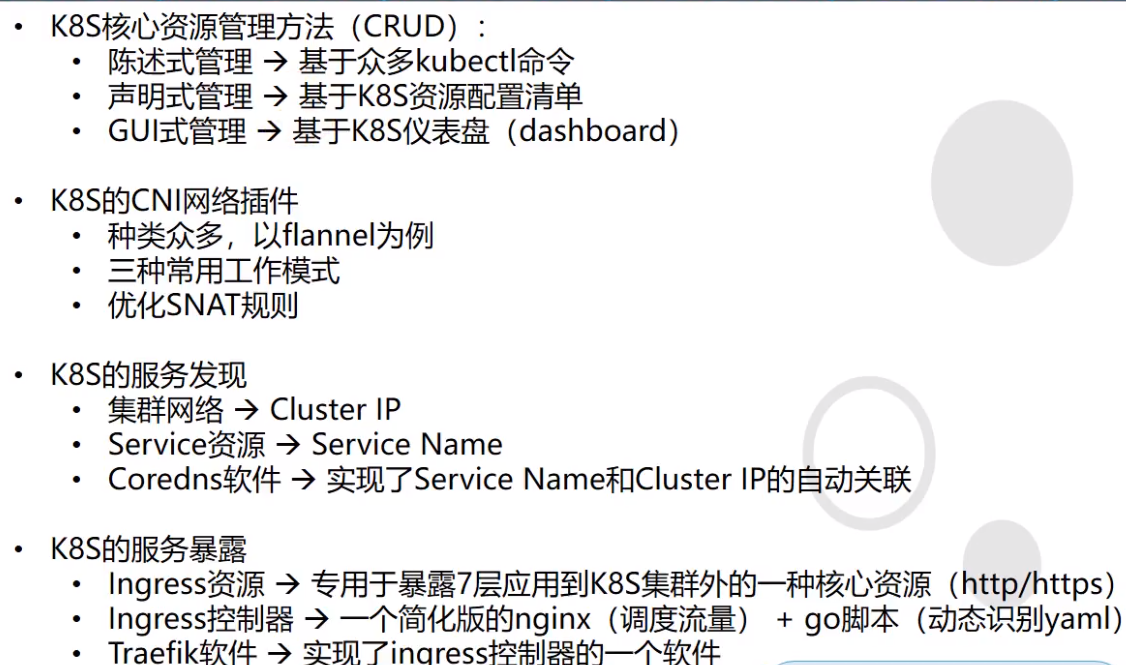 • K8S核心资源管理方法（CRUD）:
• 陈述式管理 → 基于众多kubectl命令
• 声明式管理 → 基于K8S资源配置清单
• GUI式管理 → 基于K8S仪表盘（dashboard）
• K8S的CNI网络插件
• 种类众多，以flannel为例
• 三种常用工作模式
• 优化SNAT规则
• K8S的服务发现
• 集群网络 → Cluster IP
• Service资源 → Service Name
• Coredns软件 → 实现了Service Name和Cluster IP的自动关联
• K8S的服务暴露
• Ingress资源 → 专用于暴露7层应用到K8S集群外的一种核心资源（http/https）
• Ingress控制器 → 一个简化版的nginx（调度流量） + go脚本（动态识别yaml）
• Traefik软件 → 实现了ingress控制器的一个软件